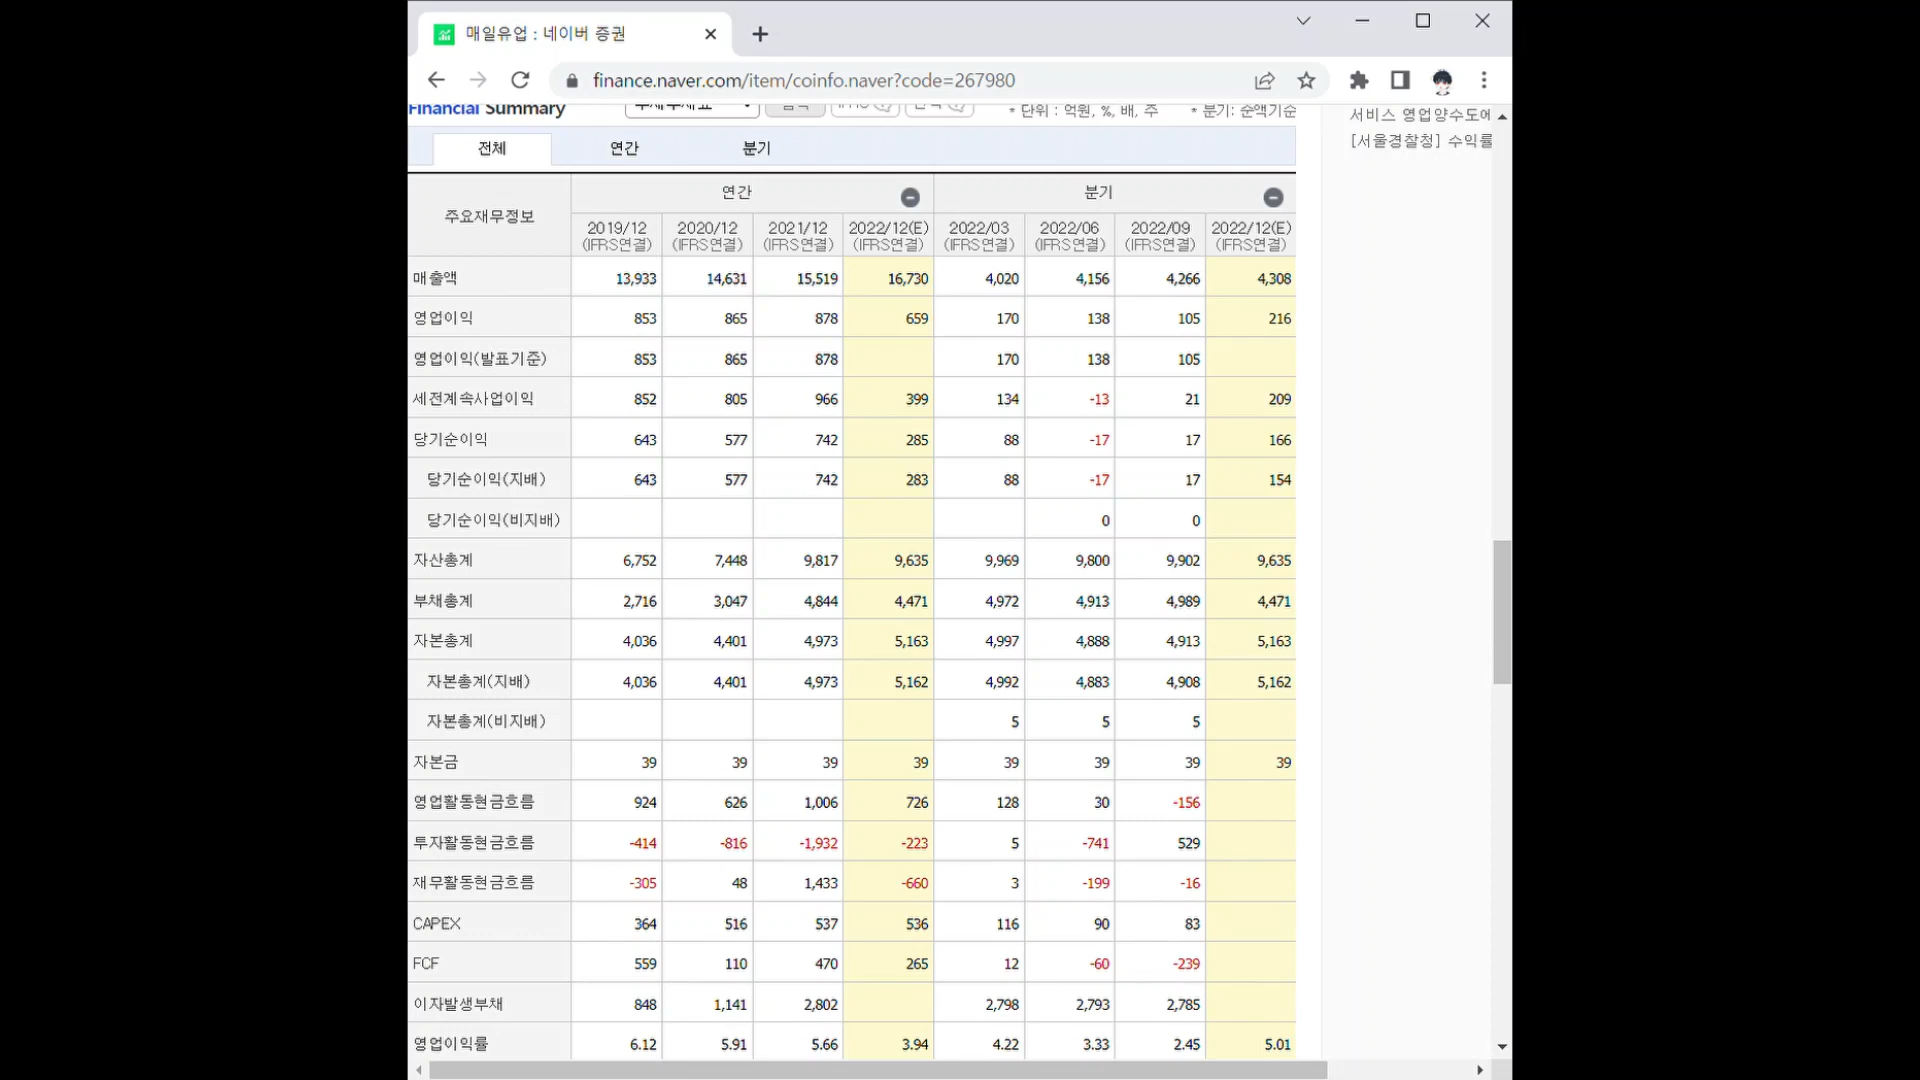 매일유업 : 네이버 증권
finance.naver.com/item/coinfo.naver?code=267980
Financial Summary
* 단위 : 억원, %, 배, 주 * 분기: 순액기준
서비스 영업양수도에
[서울경찰청] 수익률
전체 연간 분기
주요재무정보 연간 분기
2019/12 2020/12 2021/12 2022/12(E) 2022/03 2022/06 2022/09 2022/12(E)
(IFRS연결) (IFRS연결) (IFRS연결) (IFRS연결) (IFRS연결) (IFRS연결) (IFRS연결) (IFRS연결)
매출액 13,933 14,631 15,519 16,730 4,020 4,156 4,266 4,308
영업이익 853 865 878 659 170 138 105 216
영업이익(발표기준) 853 865 878 170 138 105
세전계속사업이익 852 805 966 399 134 -13 21 209
당기순이익 643 577 742 285 88 -17 17 166
당기순이익(지배) 643 577 742 283 88 -17 17 154
당기순이익(비지배) 0 0
자산총계 6,752 7,448 9,817 9,635 9,969 9,800 9,902 9,635
부채총계 2,716 3,047 4,844 4,471 4,972 4,913 4,989 4,471
자본총계 4,036 4,401 4,973 5,163 4,997 4,888 4,913 5,163
자본총계(지배) 4,036 4,401 4,973 5,162 4,992 4,883 4,908 5,162
자본총계(비지배) 5 5 5
자본금 39 39 39 39 39 39 39 39
영업활동현금흐름 924 626 1,006 726 128 30 -156
투자활동현금흐름 -414 -816 -1,932 -223 5 -741 529
재무활동현금흐름 -305 48 1,433 -660 3 -199 -16
CAPEX 364 516 537 536 116 90 83
FCF 559 110 470 265 12 -60 -239
이자발생부채 848 1,141 2,802 2,798 2,793 2,785
영업이익률 6.12 5.91 5.66 3.94 4.22 3.33 2.45 5.01